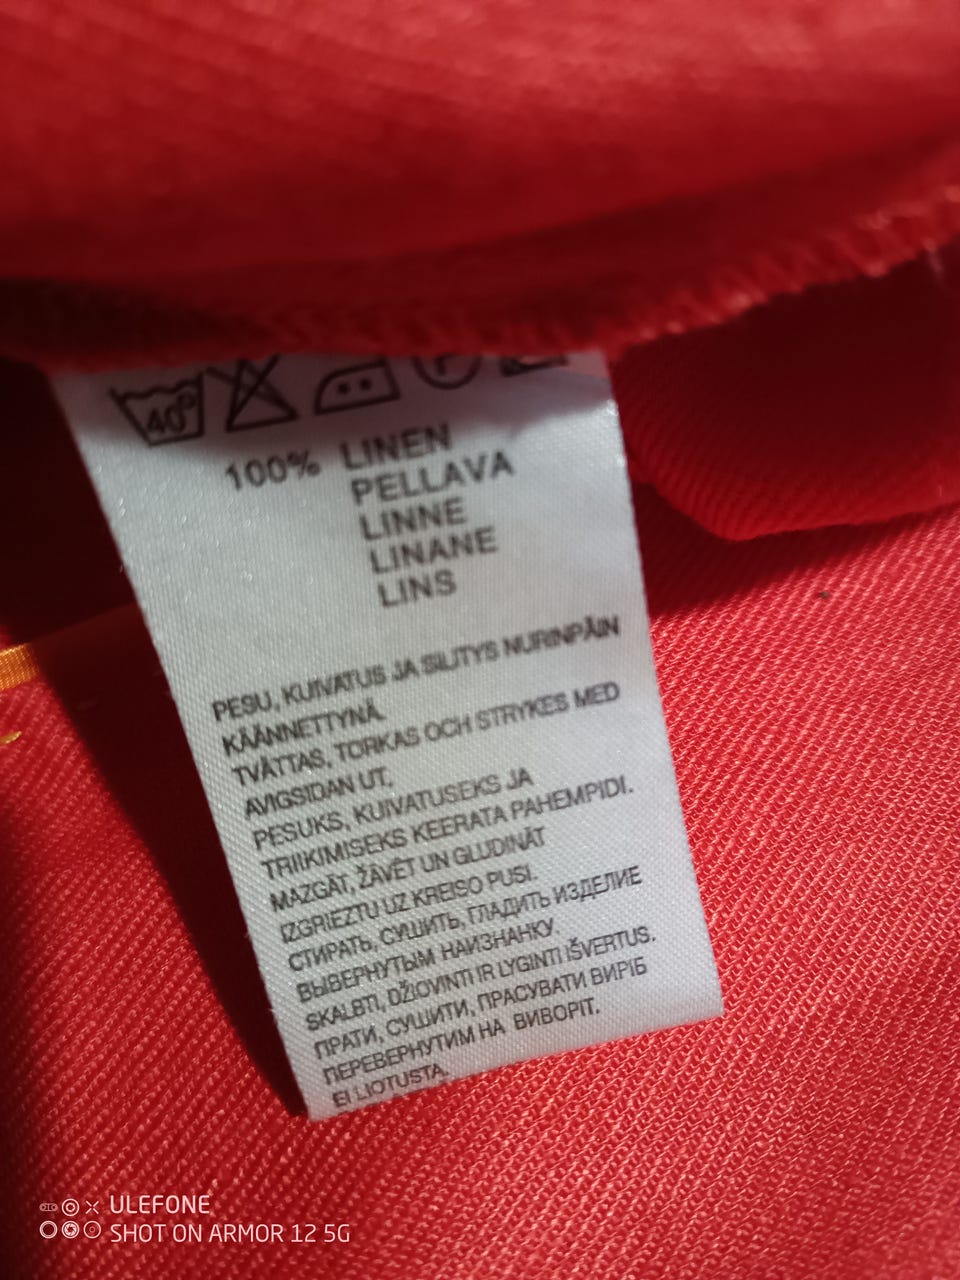 40°
P
100% LINEN
PELLAVA
LINNE
LINANE
LINS
PESU, KUIVATUS JA SILITYS NURINPÄIN
KÄÄNNETTYNÄ.
TVÄTTAS, TORKAS OCH STRYKES MED
AVIGSIDAN UT.
PESUKS, KUIVATUSEKS JA
TRIIKIMISEKS KEERATA PAHEMPIDI.
MAZGĀT, ŽĀVĒT UN GLUDINĀT
IZGRIEZTU UZ KREISO PUSI.
СТИРАТЬ, СУШИТЬ, ГЛАДИТЬ ИЗДЕЛИЕ
ВЫВЕРНУТЫМ НАИЗНАНКУ.
SKALBTI, DŽIOVINTI IR LYGINTI IŠVERTUS.
ПРАТИ, СУШИТИ, ПРАСУВАТИ ВИРІБ
ПЕРЕВЕРНУТИМ НА ВИВОРІТ.
EI LIOTUSTA.
ULEFONE
SHOT ON ARMOR 12 5G